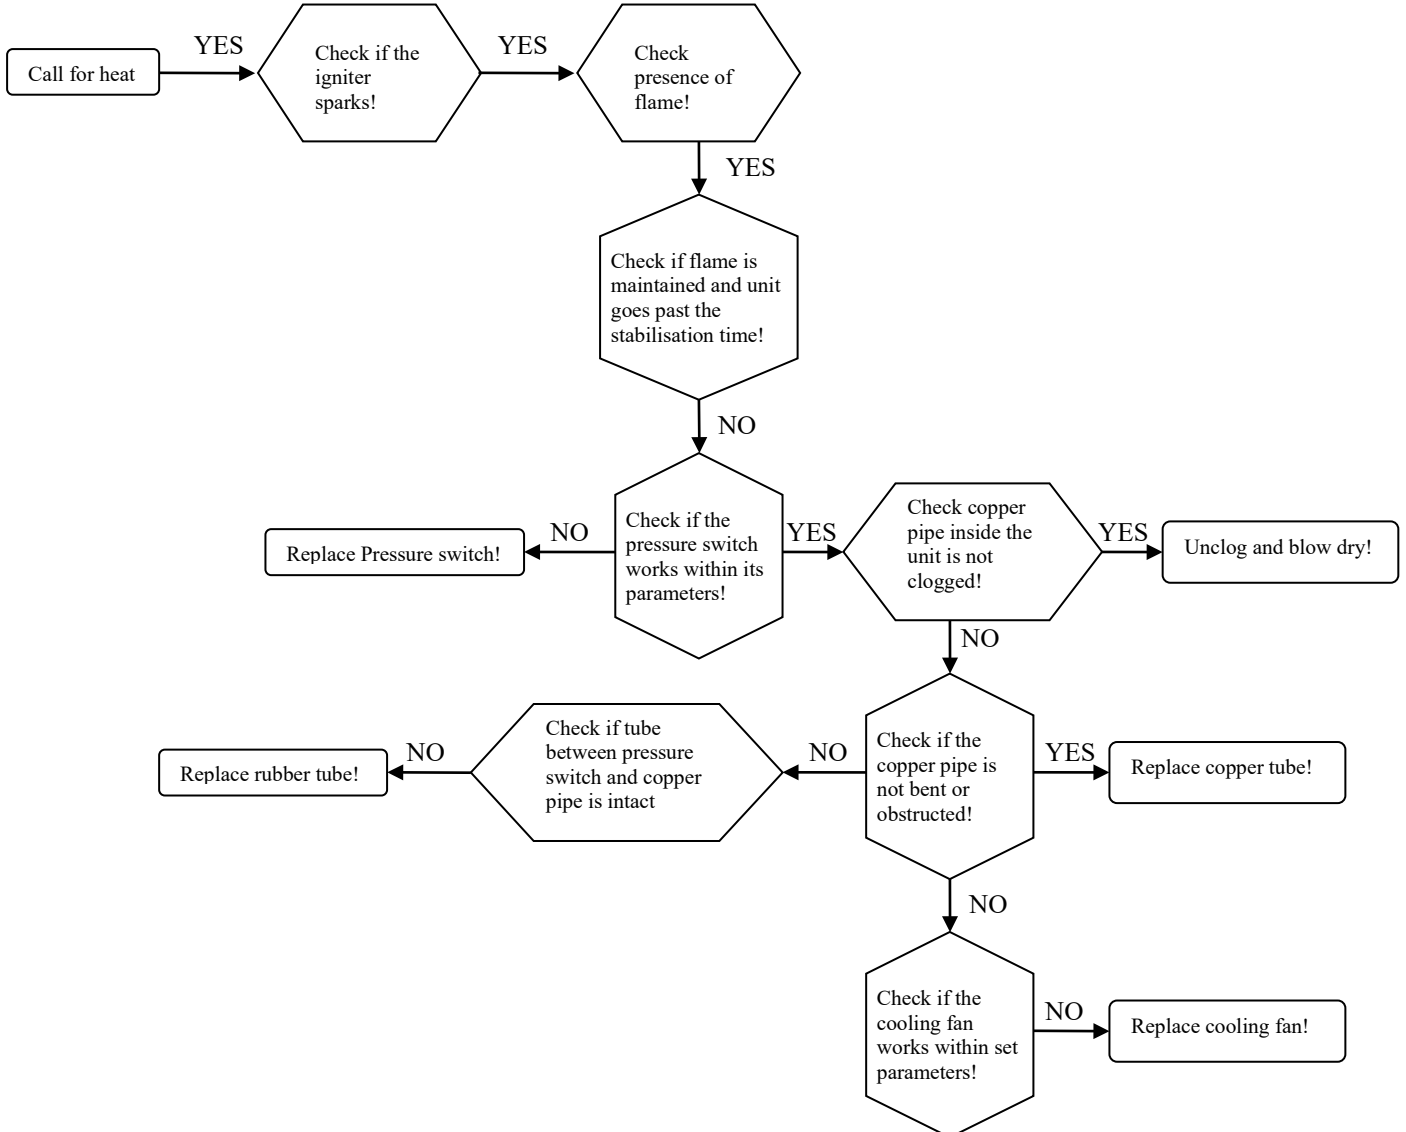 Call for heat
YES
Check if the
igniter
sparks!
YES
Check
presence of
flame!
YES
Check if flame is
maintained and unit
goes past the
stabilisation time!
NO
Check if the
pressure switch
works within its
parameters!
NO
Replace Pressure switch!
YES
Check copper
pipe inside the
unit is not
clogged!
YES
Unclog and blow dry!
NO
Check if the
copper pipe is
not bent or
obstructed!
YES
Replace copper tube!
NO
Check if tube
between pressure
switch and copper
pipe is intact
NO
Replace rubber tube!
NO
Check if the
cooling fan
works within set
parameters!
NO
Replace cooling fan!